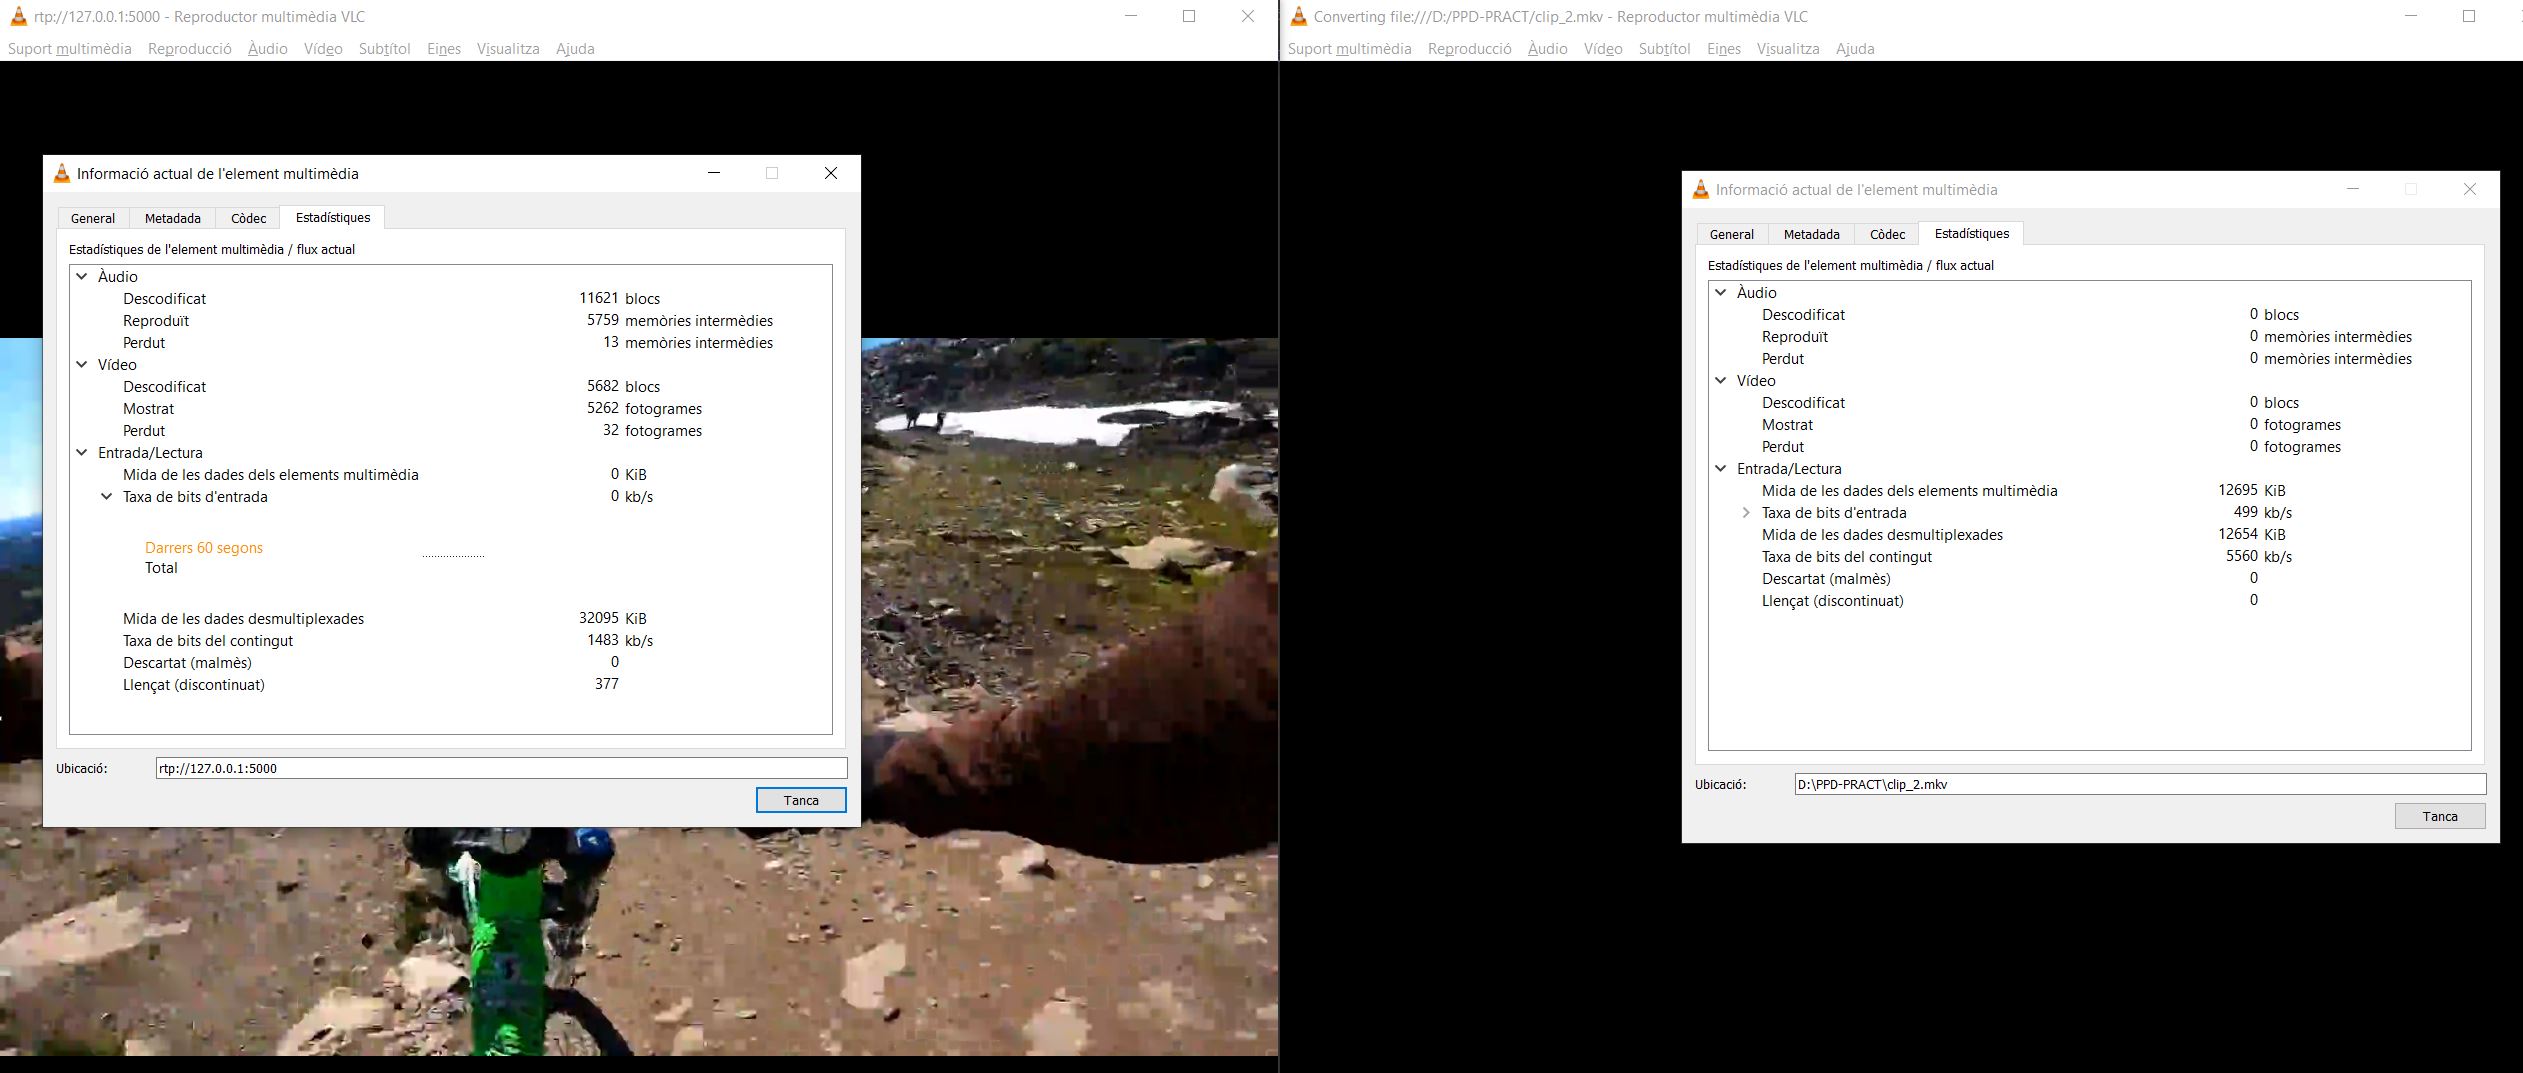 rtp://127.0.0.1:5000 - Reproductor multimèdia VLC
Suport multimèdia Reproducció Àudio Vídeo Subtítol Eines Visualitza Ajuda
Informació actual de l'element multimèdia
General Metadada Còdec Estadístiques
Estadístiques de l'element multimèdia / flux actual
Àudio
Descodificat 11621 blocs
Reproduït 5759 memòries intermèdies
Perdut 13 memòries intermèdies
Vídeo
Descodificat 5682 blocs
Mostrat 5262 fotogrames
Perdut 32 fotogrames
Entrada/Lectura
Mida de les dades dels elements multimèdia 0 KiB
Taxa de bits d'entrada 0 kb/s
Darrers 60 segons
Total
Mida de les dades desmultiplexades 32095 KiB
Taxa de bits del contingut 1483 kb/s
Descartat (malmès) 0
Llençat (discontinuat) 377
Ubicació: rtp://127.0.0.1:5000
Tanca
Converting file:///D:/PPD-PRACT/clip_2.mkv - Reproductor multimèdia VLC
Suport multimèdia Reproducció Àudio Vídeo Subtítol Eines Visualitza Ajuda
Informació actual de l'element multimèdia
General Metadada Còdec Estadístiques
Estadístiques de l'element multimèdia / flux actual
Àudio
Descodificat 0 blocs
Reproduït 0 memòries intermèdies
Perdut 0 memòries intermèdies
Vídeo
Descodificat 0 blocs
Mostrat 0 fotogrames
Perdut 0 fotogrames
Entrada/Lectura
Mida de les dades dels elements multimèdia 12695 KiB
Taxa de bits d'entrada 499 kb/s
Mida de les dades desmultiplexades 12654 KiB
Taxa de bits del contingut 5560 kb/s
Descartat (malmès) 0
Llençat (discontinuat) 0
Ubicació: D:\PPD-PRACT\clip_2.mkv
Tanca